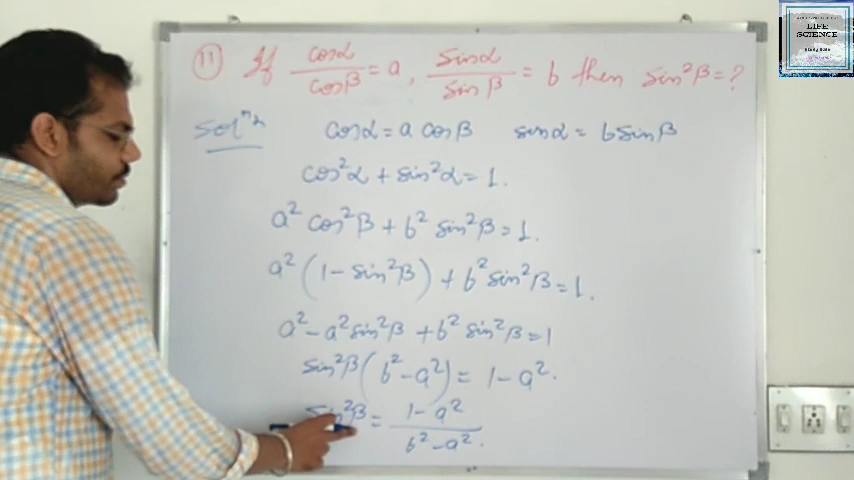 (11) If cosα/cosβ = a, sinα/sinβ = b then sin²β = ?
Solⁿ:
cosα = a cosβ    sinα = b sinβ
cos²α + sin²α = 1.
a² cos²β + b² sin²β = 1.
a² (1 - sin²β) + b² sin²β = 1.
a² - a² sin²β + b² sin²β = 1
sin²β (b² - a²) = 1 - a².
sin²β = 1 - a² / b² - a².
LIFE
SCIENCE